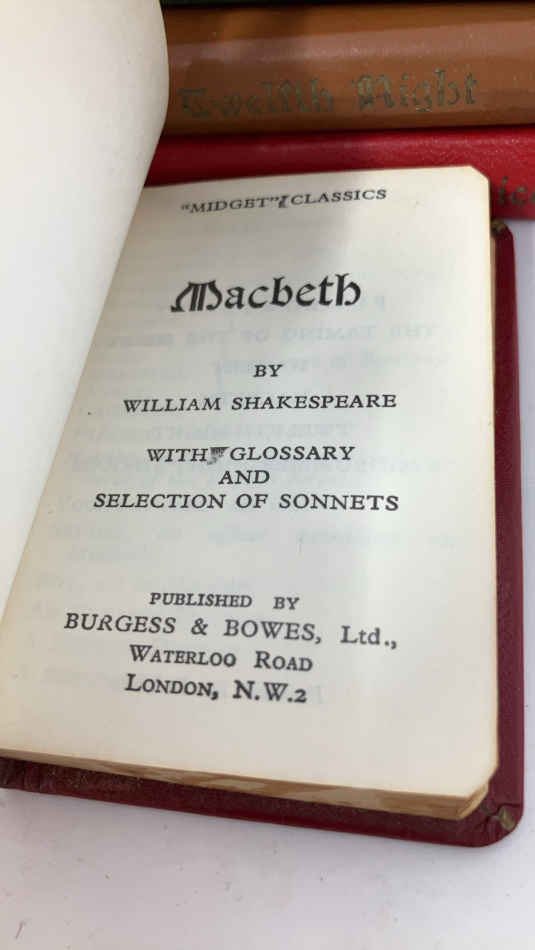 Twelfth Night
"MIDGET" CLASSICS
Macbeth
BY
WILLIAM SHAKESPEARE
WITH GLOSSARY
AND
SELECTION OF SONNETS
PUBLISHED BY
BURGESS & BOWES, Ltd.,
WATERLOO ROAD
LONDON, N.W.2